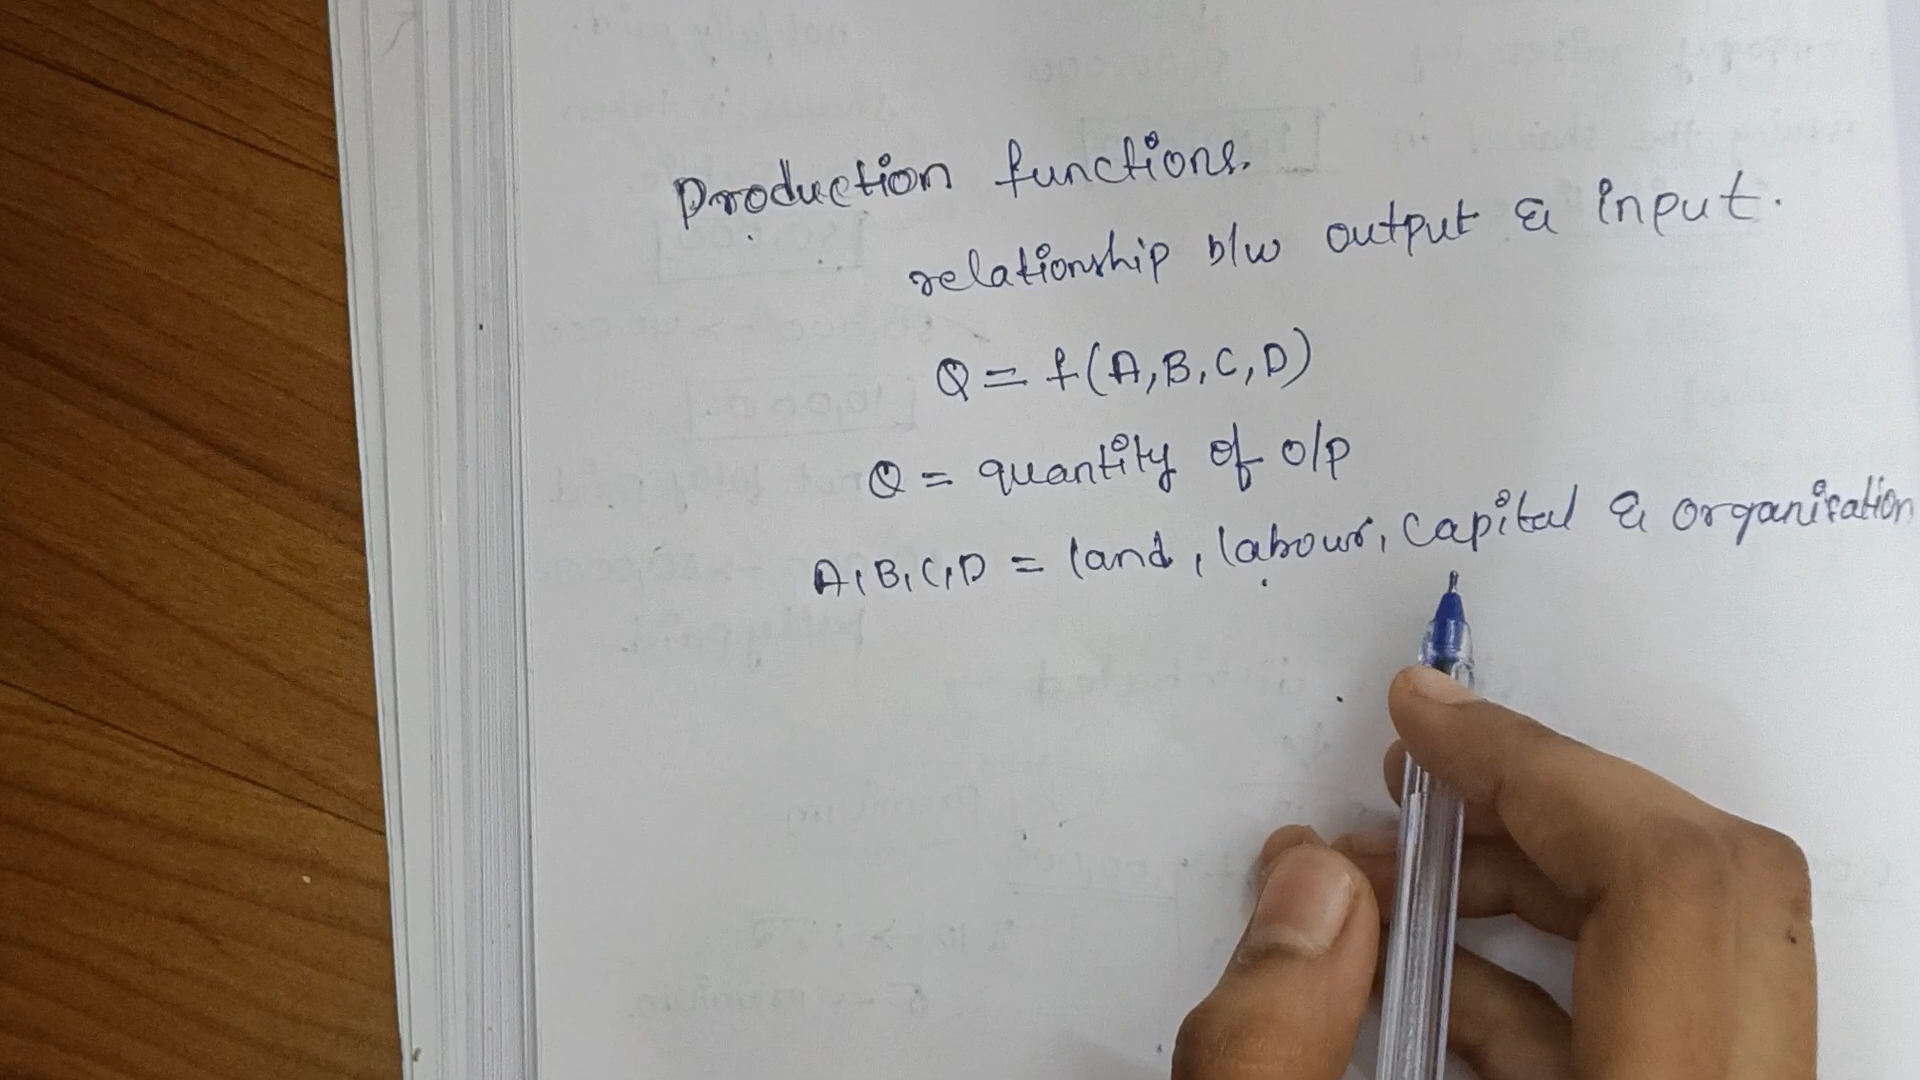 Production functions.
relationship b/w output & input.
Q = f(A,B,C,D)
Q = quantity of o/p
A,B,C,D = land, labour, capital & organisation